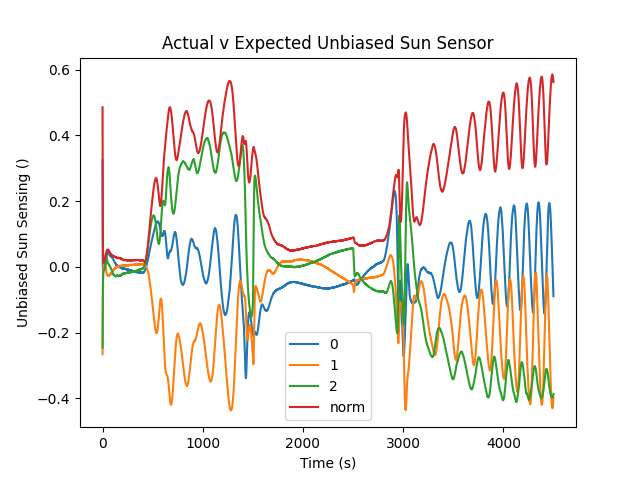 Actual v Expected Unbiased Sun Sensor
Unbiased Sun Sensing ()
0.6
0.4
0.2
0.0
−0.2
−0.4
0
1
2
norm
0 1000 2000 3000 4000
Time (s)